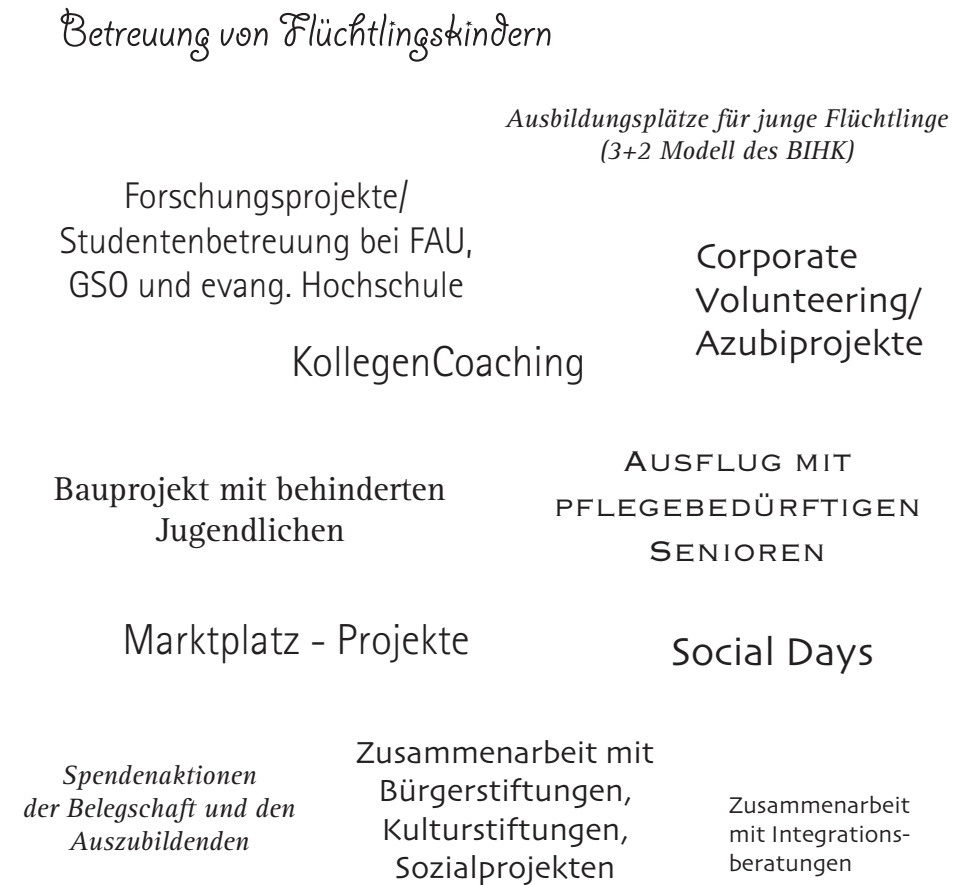 Betreuung von Flüchtlingskindern
Ausbildungsplätze für junge Flüchtlinge
(3+2 Modell des BIHK)
Forschungsprojekte/
Studentenbetreuung bei FAU,
GSO und evang. Hochschule
Corporate
Volunteering/
Azubiprojekte
KollegenCoaching
Bauprojekt mit behinderten
Jugendlichen
AUSFLUG MIT
PFLEGEBEDÜRFTIGEN
SENIOREN
Marktplatz - Projekte
Social Days
Spendenaktionen
der Belegschaft und den
Auszubildenden
Zusammenarbeit mit
Bürgerstiftungen,
Kulturstiftungen,
Sozialprojekten
Zusammenarbeit
mit Integrations-
beratungen